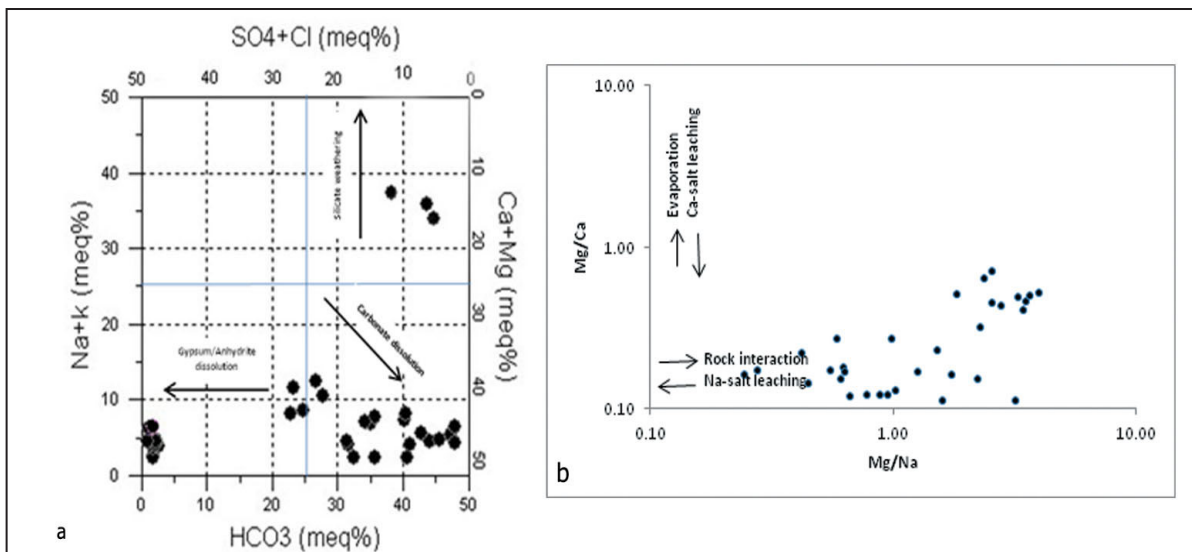 SO4+Cl (meq%)
50 40 30 20 10 0
50
40
30
20
10
0
Na+k (meq%)
0
10
20
30
40
50
Ca+Mg (meq%)
Silicate weathering
Carbonate dissolution
Gypsum/Anhydrite
dissolution
0 10 20 30 40 50
HCO3 (meq%)
a
10.00
1.00
0.10
Mg/Ca
Evaporation
Ca-salt leaching
Rock interaction
Na-salt leaching
0.10 1.00 10.00
Mg/Na
b